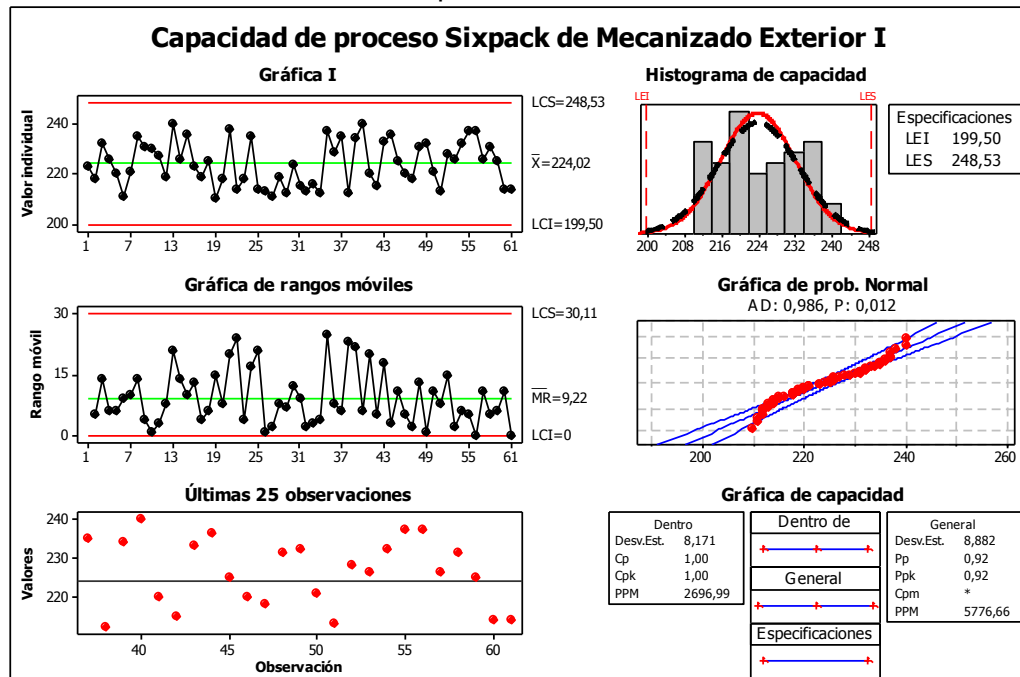 Capacidad de proceso Sixpack de Mecanizado Exterior I
Gráfica I
Valor individual
240
220
200
1 7 13 19 25 31 37 43 49 55 61
LCS=248,53
X=224,02
LCI=199,50
Histograma de capacidad
LEI LES
200 208 216 224 232 240 248
Especificaciones
LEI 199,50
LES 248,53
Gráfica de rangos móviles
Rango móvil
30
15
0
1 7 13 19 25 31 37 43 49 55 61
LCS=30,11
MR=9,22
LCI=0
Gráfica de prob. Normal
AD: 0,986, P: 0,012
200 220 240 260
Últimas 25 observaciones
Valores
240
230
220
40 45 50 55 60
Observación
Gráfica de capacidad
Dentro
Desv.Est. 8,171
Cp 1,00
Cpk 1,00
PPM 2696,99
Dentro de
General
Especificaciones
General
Desv.Est. 8,882
Pp 0,92
Ppk 0,92
Cpm *
PPM 5776,66